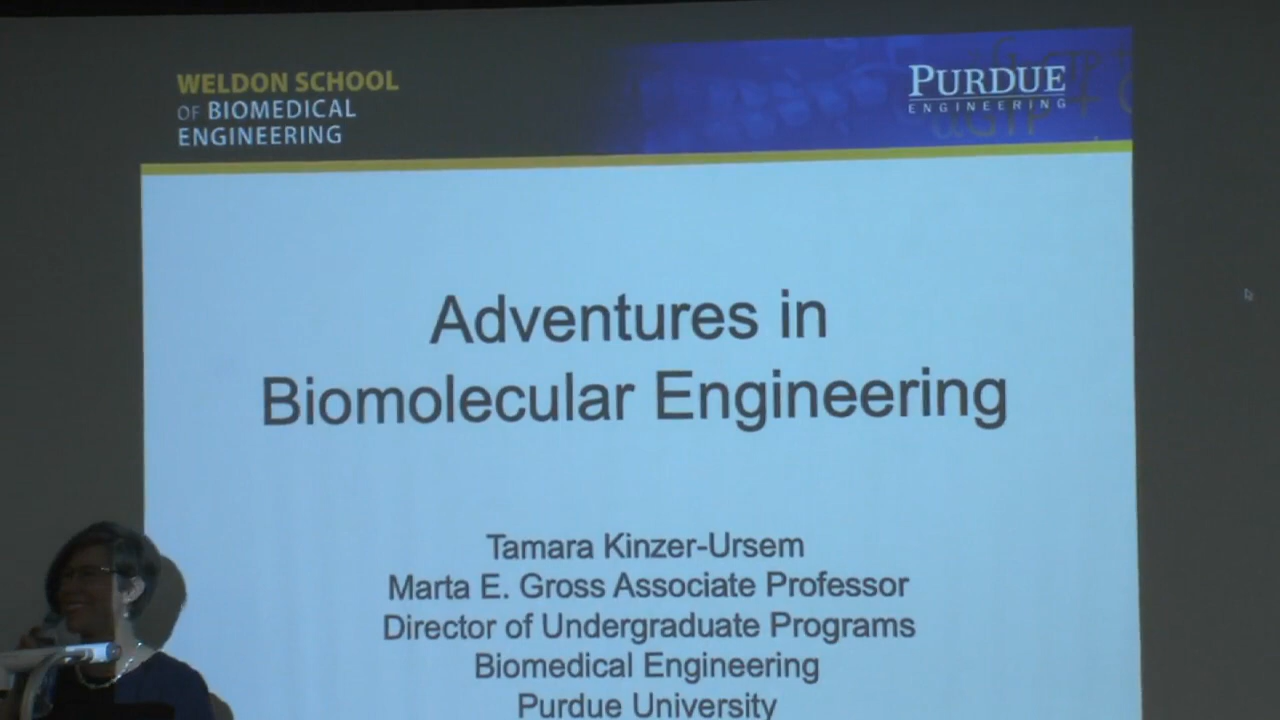 WELDON SCHOOL
OF BIOMEDICAL
ENGINEERING
PURDUE
ENGINEERING
Adventures in
Biomolecular Engineering
Tamara Kinzer-Ursem
Marta E. Gross Associate Professor
Director of Undergraduate Programs
Biomedical Engineering
Purdue University